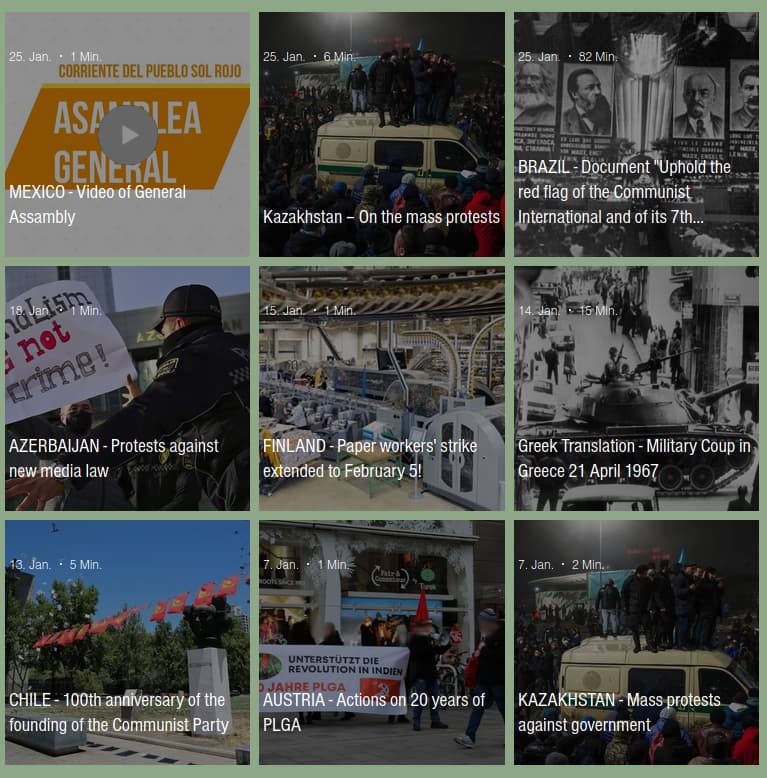 25. Jan. · 1 Min.
CORRIENTE DEL PUEBLO SOL ROJO
ASAMBLEA
GENERAL
MEXICO - Video of General
Assambly
25. Jan. · 6 Min.
Kazakhstan – On the mass protests
25. Jan. · 82 Min.
BRAZIL - Document "Uphold the
red flag of the Communist
International and of its 7th...
18. Jan. · 1 Min.
not
crime!
AZERBAIJAN - Protests against
new media law
15. Jan. · 1 Min.
FINLAND - Paper workers' strike
extended to February 5!
14. Jan. · 15 Min.
Greek Translation - Military Coup in
Greece 21 April 1967
13. Jan. · 5 Min.
CHILE - 100th anniversary of the
founding of the Communist Party
7. Jan. · 1 Min.
Fair &
Conscious
UNTERSTÜTZT DIE
REVOLUTION IN INDIEN
JAHRE PLGA
AUSTRIA - Actions on 20 years of
PLGA
7. Jan. · 2 Min.
KAZAKHSTAN - Mass protests
against government